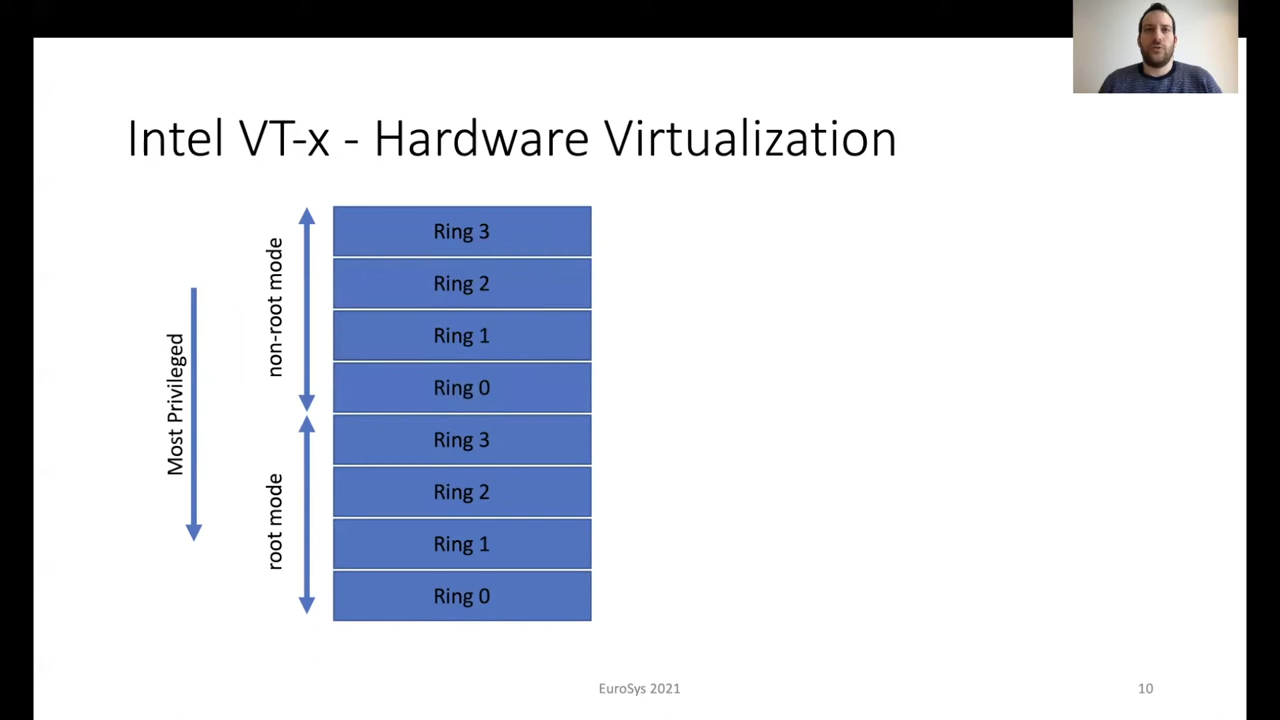 Intel VT-x - Hardware Virtualization
Most Privileged
non-root mode
root mode
Ring 3
Ring 2
Ring 1
Ring 0
Ring 3
Ring 2
Ring 1
Ring 0
EuroSys 2021
10